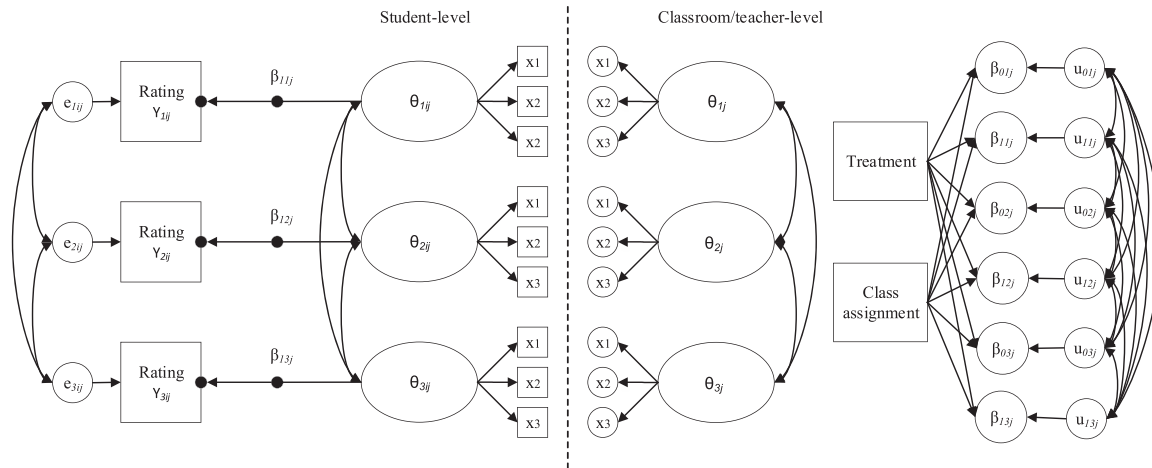 Student-level
Classroom/teacher-level
e1ij
Rating
Y1ij
β11j
θ1ij
x1
x2
x2
x1
x2
x3
θ1j
β01j
u01j
Treatment
β11j
u11j
e2ij
Rating
Y2ij
β12j
θ2ij
x1
x2
x3
x1
x2
x3
θ2j
β02j
u02j
Class
assignment
β12j
u12j
e3ij
Rating
Y3ij
β13j
θ3ij
x1
x2
x3
x1
x2
x3
θ3j
β03j
u03j
β13j
u13j